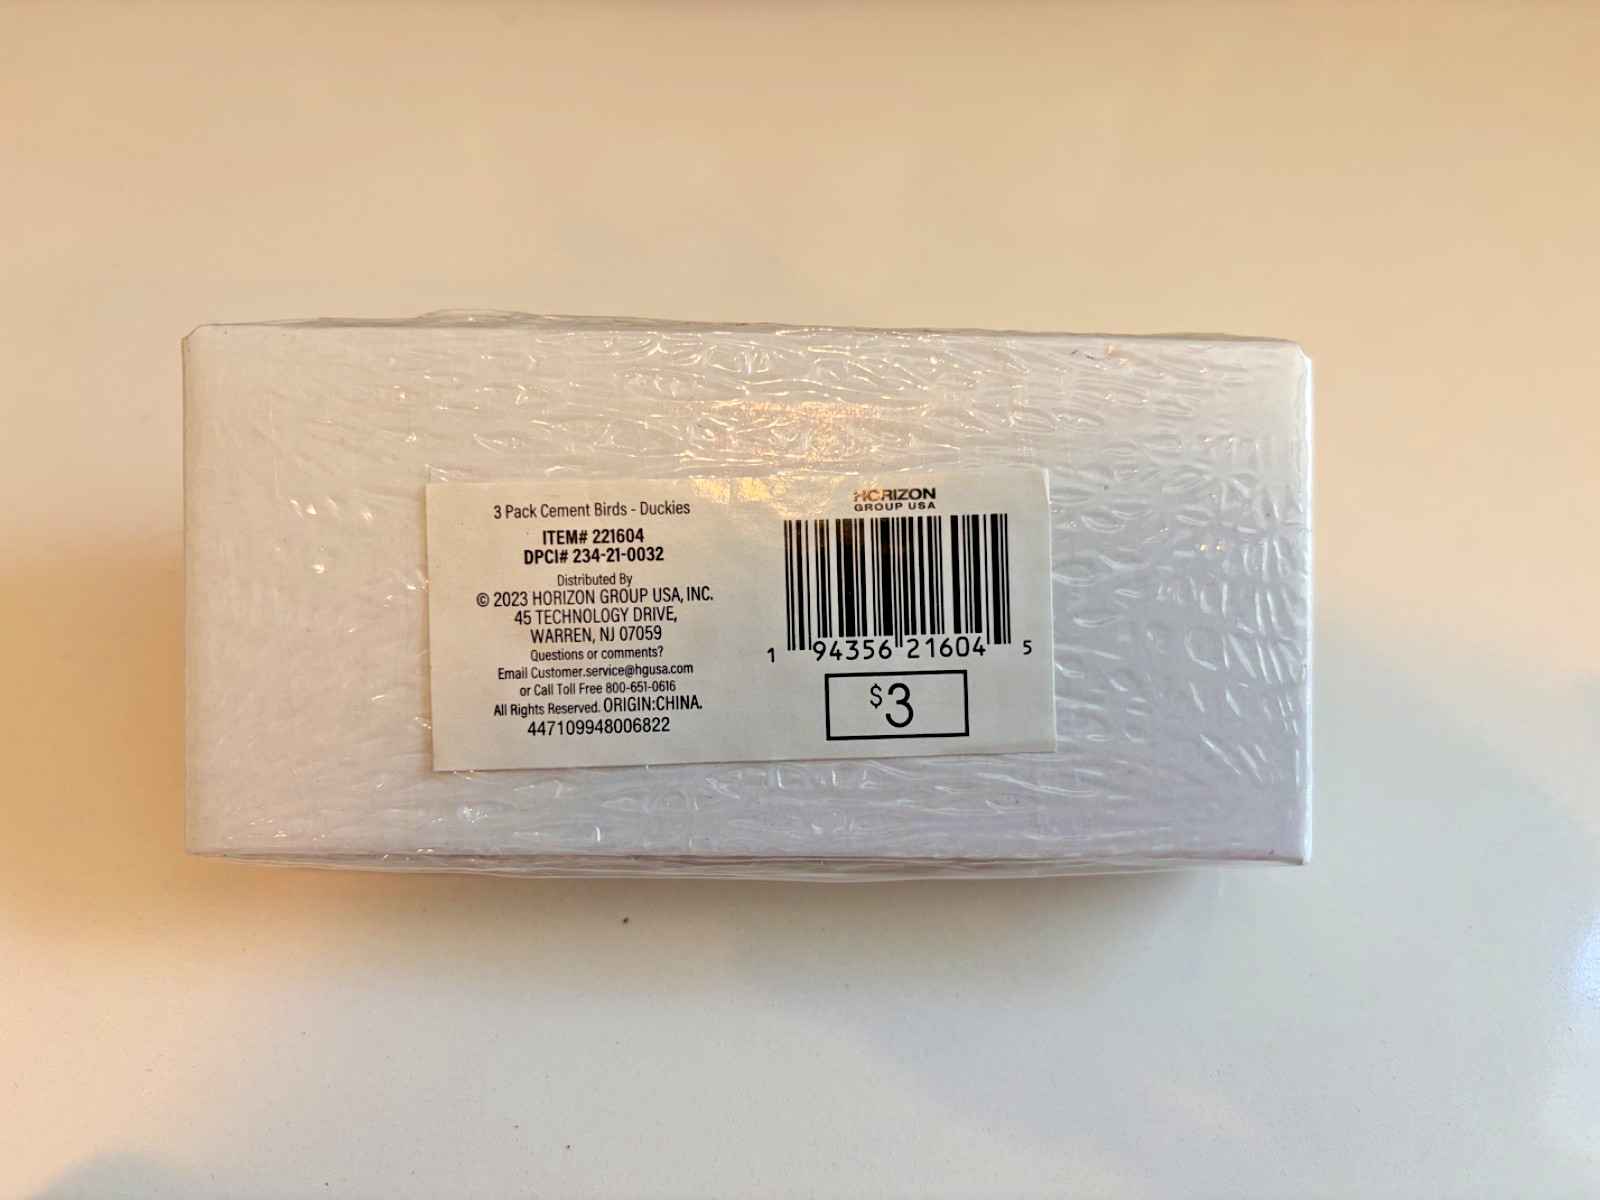 3 Pack Cement Birds - Duckies
ITEM# 221604
DPCI# 234-21-0032
Distributed By
© 2023 HORIZON GROUP USA, INC.
45 TECHNOLOGY DRIVE,
WARREN, NJ 07059
Questions or comments?
Email Customer.service@hgusa.com
or Call Toll Free 800-651-0616
All Rights Reserved. ORIGIN:CHINA.
447109948006822
HORIZON
GROUP USA
1 94356 21604 5
$3